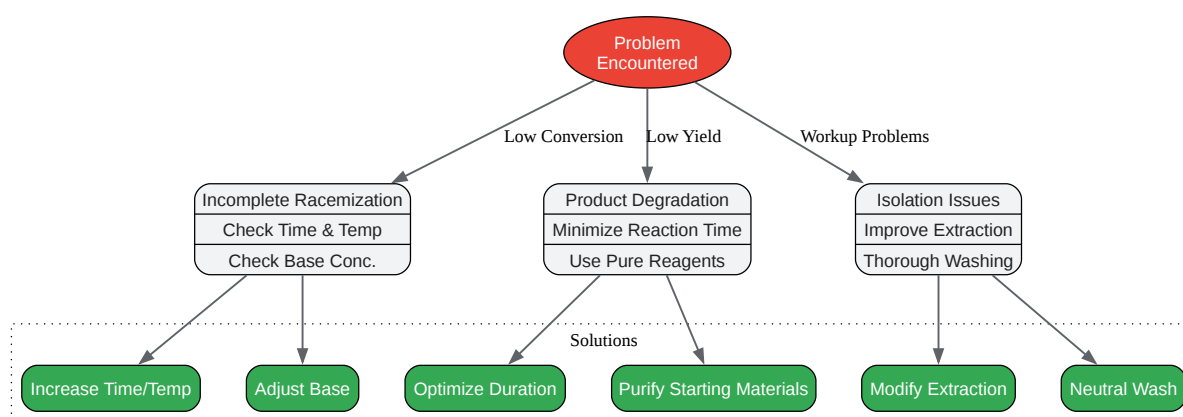 Problem
Encountered
Low Conversion
Low Yield
Workup Problems
Incomplete Racemization
Check Time & Temp
Check Base Conc.
Product Degradation
Minimize Reaction Time
Use Pure Reagents
Isolation Issues
Improve Extraction
Thorough Washing
Solutions
Increase Time/Temp
Adjust Base
Optimize Duration
Purify Starting Materials
Modify Extraction
Neutral Wash